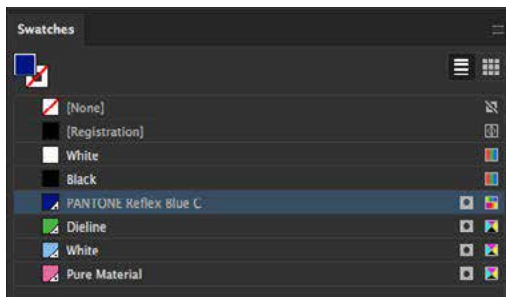 Swatches
[None]
[Registration]
White
Black
PANTONE Reflex Blue C
Dieline
White
Pure Material